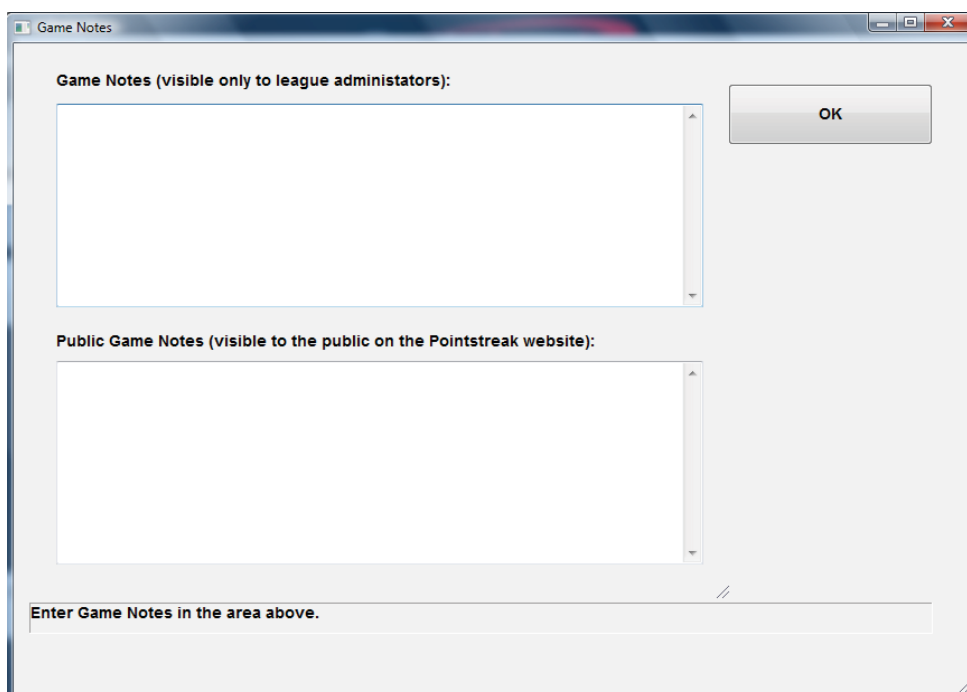 Game Notes
Game Notes (visible only to league administators):
OK
Public Game Notes (visible to the public on the Pointstreak website):
Enter Game Notes in the area above.